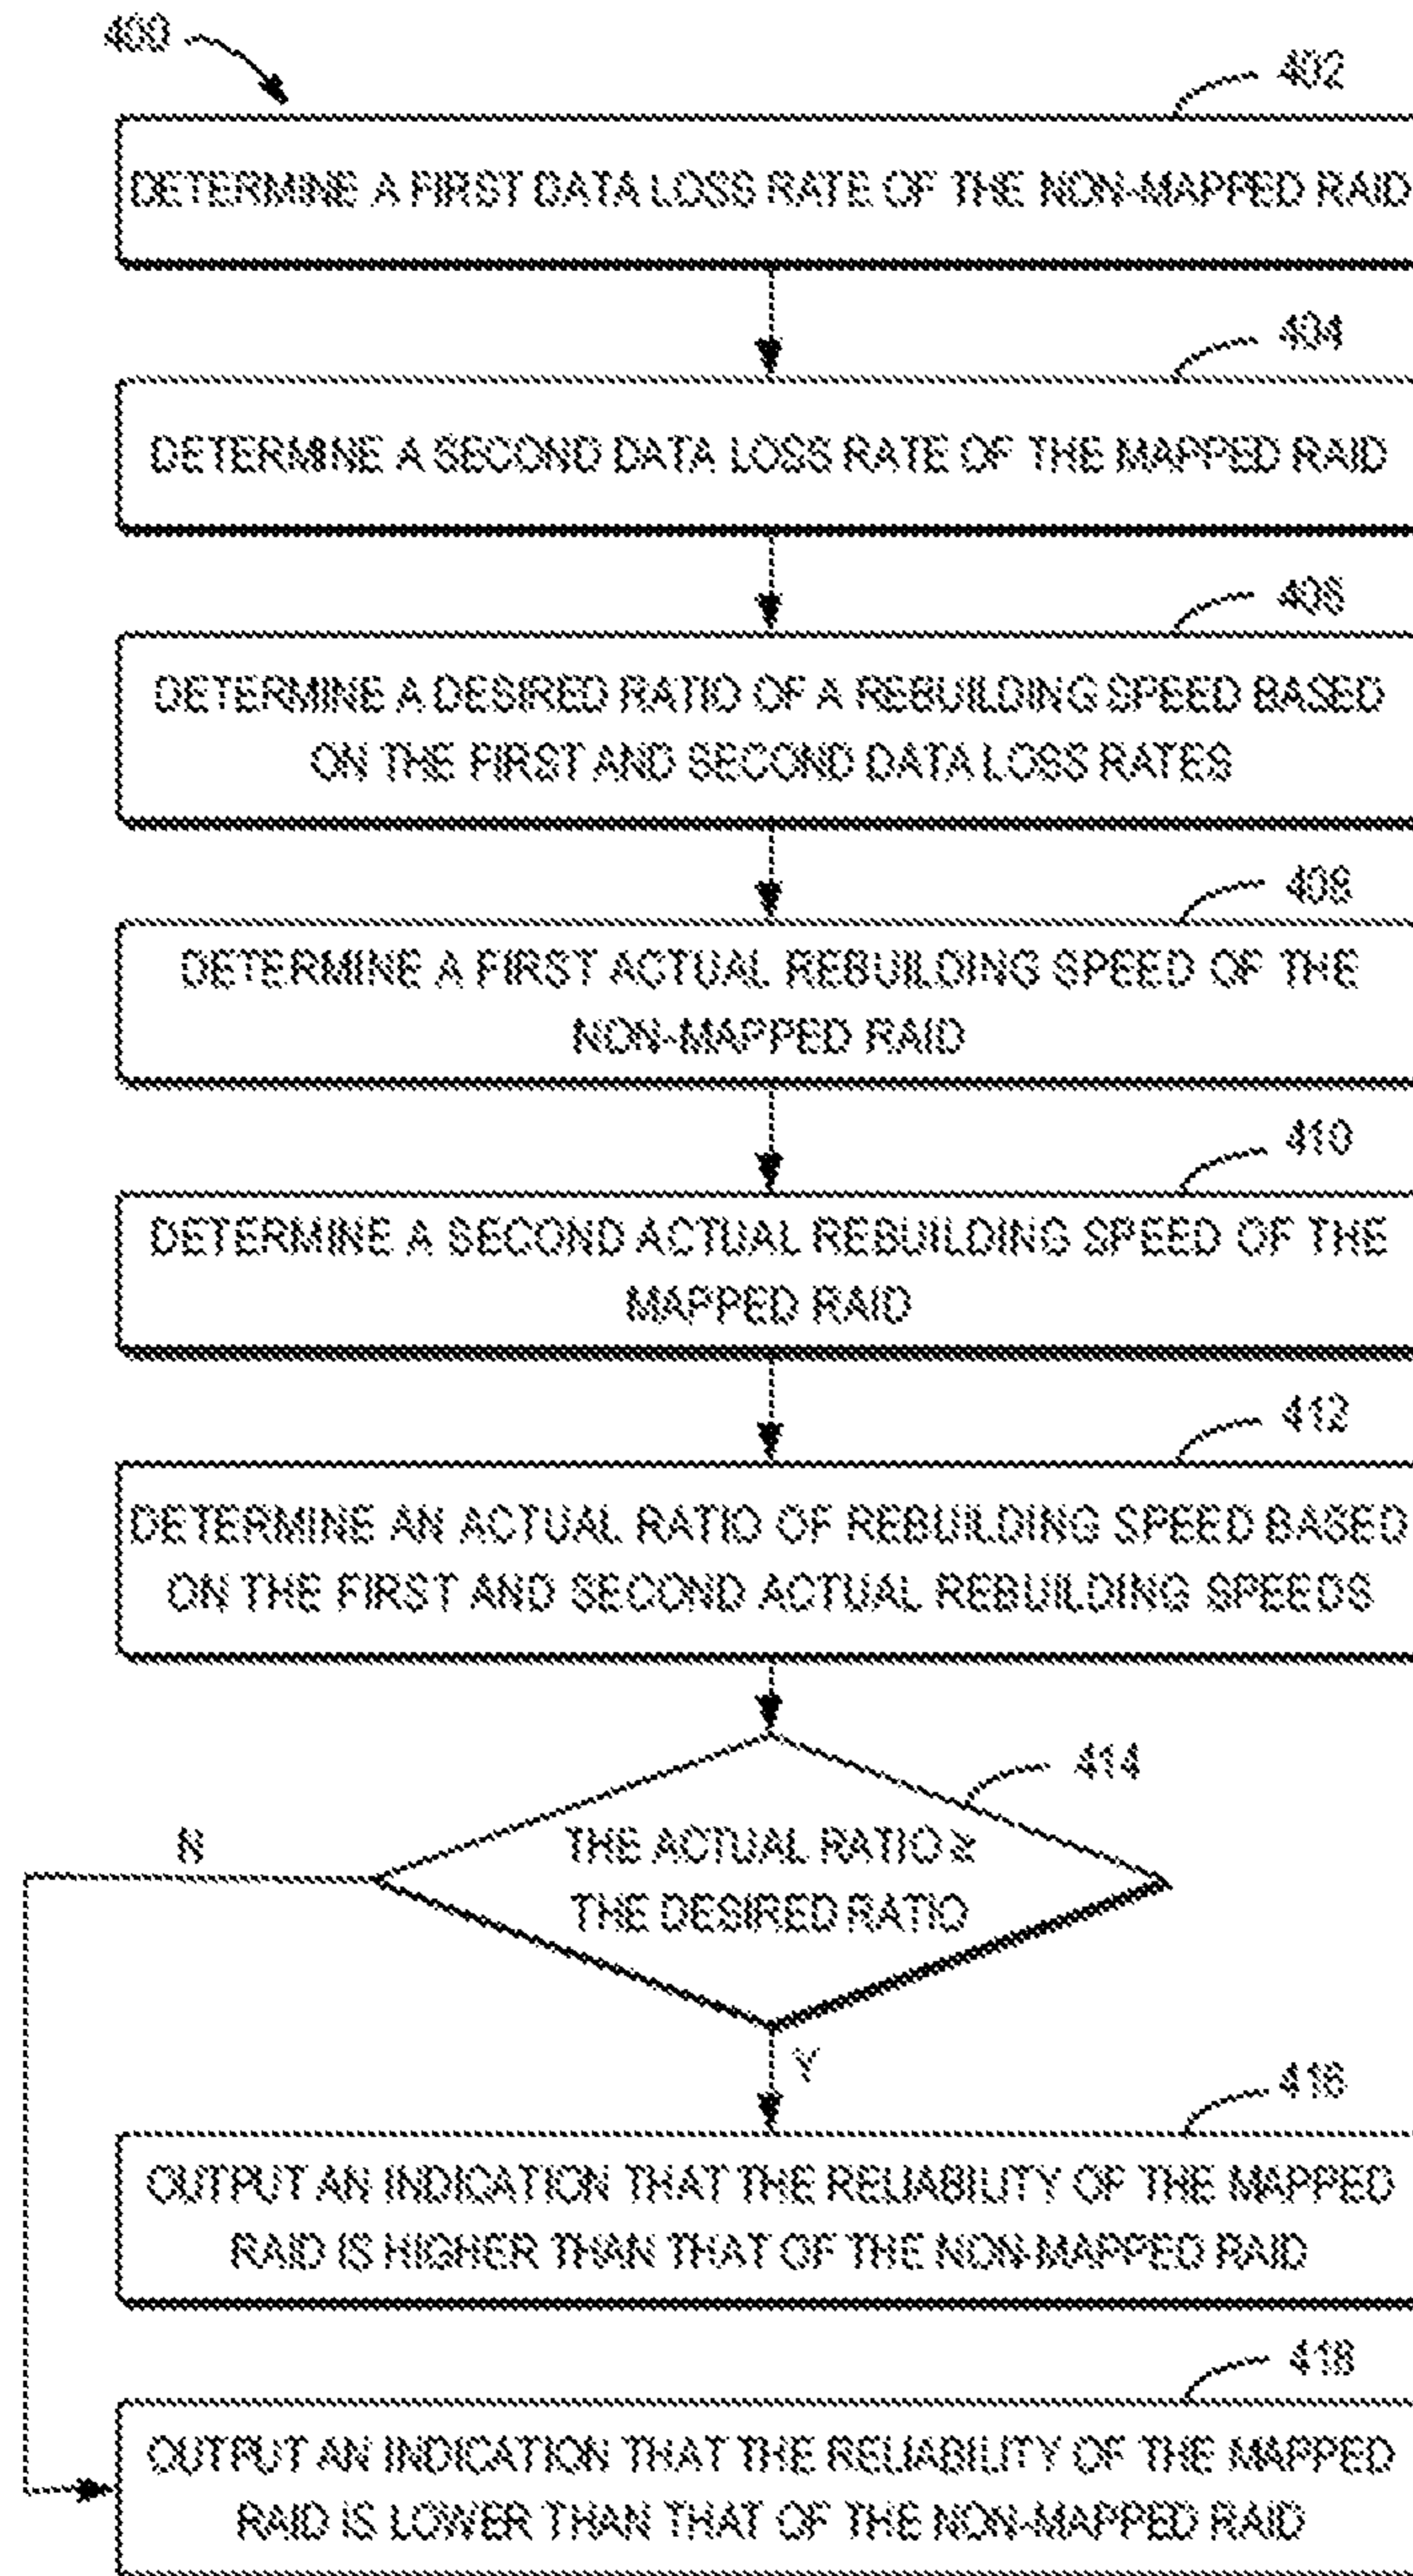 400
402
DETERMINE A FIRST DATA LOSS RATE OF THE NON-MAPPED RAID
404
DETERMINE A SECOND DATA LOSS RATE OF THE MAPPED RAID
406
DETERMINE A DESIRED RATIO OF A REBUILDING SPEED BASED
ON THE FIRST AND SECOND DATA LOSS RATES
408
DETERMINE A FIRST ACTUAL REBUILDING SPEED OF THE
NON-MAPPED RAID
410
DETERMINE A SECOND ACTUAL REBUILDING SPEED OF THE
MAPPED RAID
412
DETERMINE AN ACTUAL RATIO OF REBUILDING SPEED BASED
ON THE FIRST AND SECOND ACTUAL REBUILDING SPEEDS
414
N
THE ACTUAL RATIO ≥
THE DESIRED RATIO
Y
416
OUTPUT AN INDICATION THAT THE RELIABILITY OF THE MAPPED
RAID IS HIGHER THAN THAT OF THE NON-MAPPED RAID
418
OUTPUT AN INDICATION THAT THE RELIABILITY OF THE MAPPED
RAID IS LOWER THAN THAT OF THE NON-MAPPED RAID